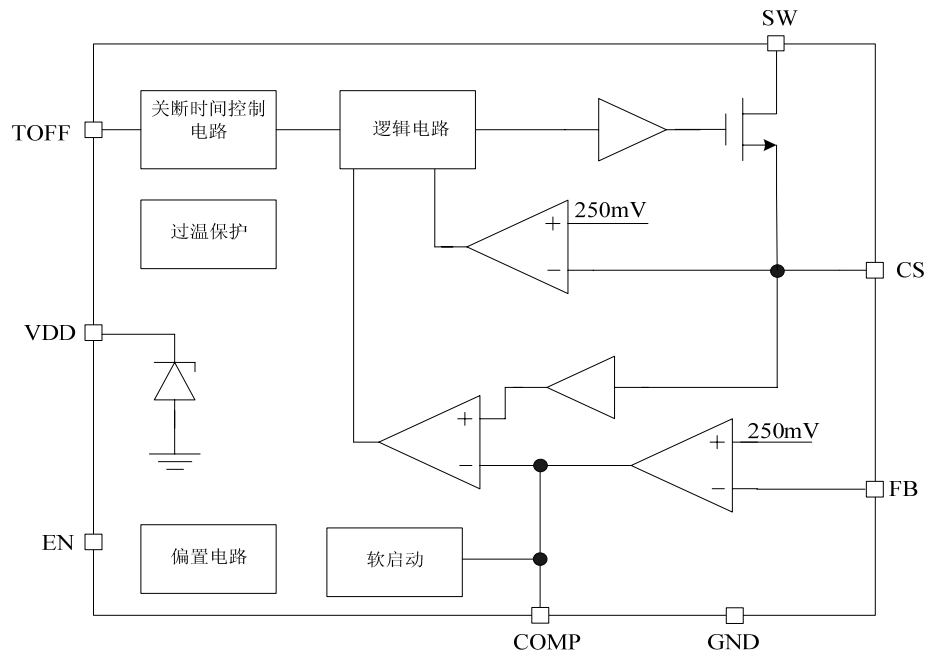 SW
关断时间控制
电路
逻辑电路
TOFF
过温保护
+
250mV
−
CS
VDD
+
−
+
250mV
−
FB
EN
偏置电路
软启动
COMP
GND